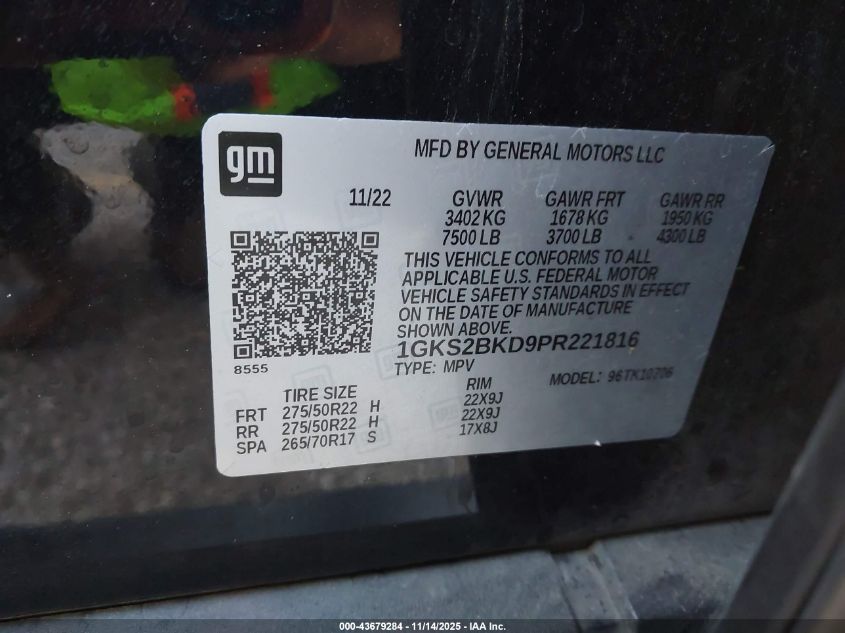 gm
MFD BY GENERAL MOTORS LLC
11/22 GVWR GAWR FRT GAWR RR
3402 KG 1678 KG 1950 KG
7500 LB 3700 LB 4300 LB
THIS VEHICLE CONFORMS TO ALL
APPLICABLE U.S. FEDERAL MOTOR
VEHICLE SAFETY STANDARDS IN EFFECT
ON THE DATE OF MANUFACTURE
SHOWN ABOVE.
1GKS2BKD9PR221816
8555
TYPE: MPV MODEL: 96TK10706
TIRE SIZE RIM
FRT 275/50R22 H 22X9J
RR 275/50R22 H 22X9J
SPA 265/70R17 S 17X8J
000-43679284 - 11/14/2025 - IAA Inc.